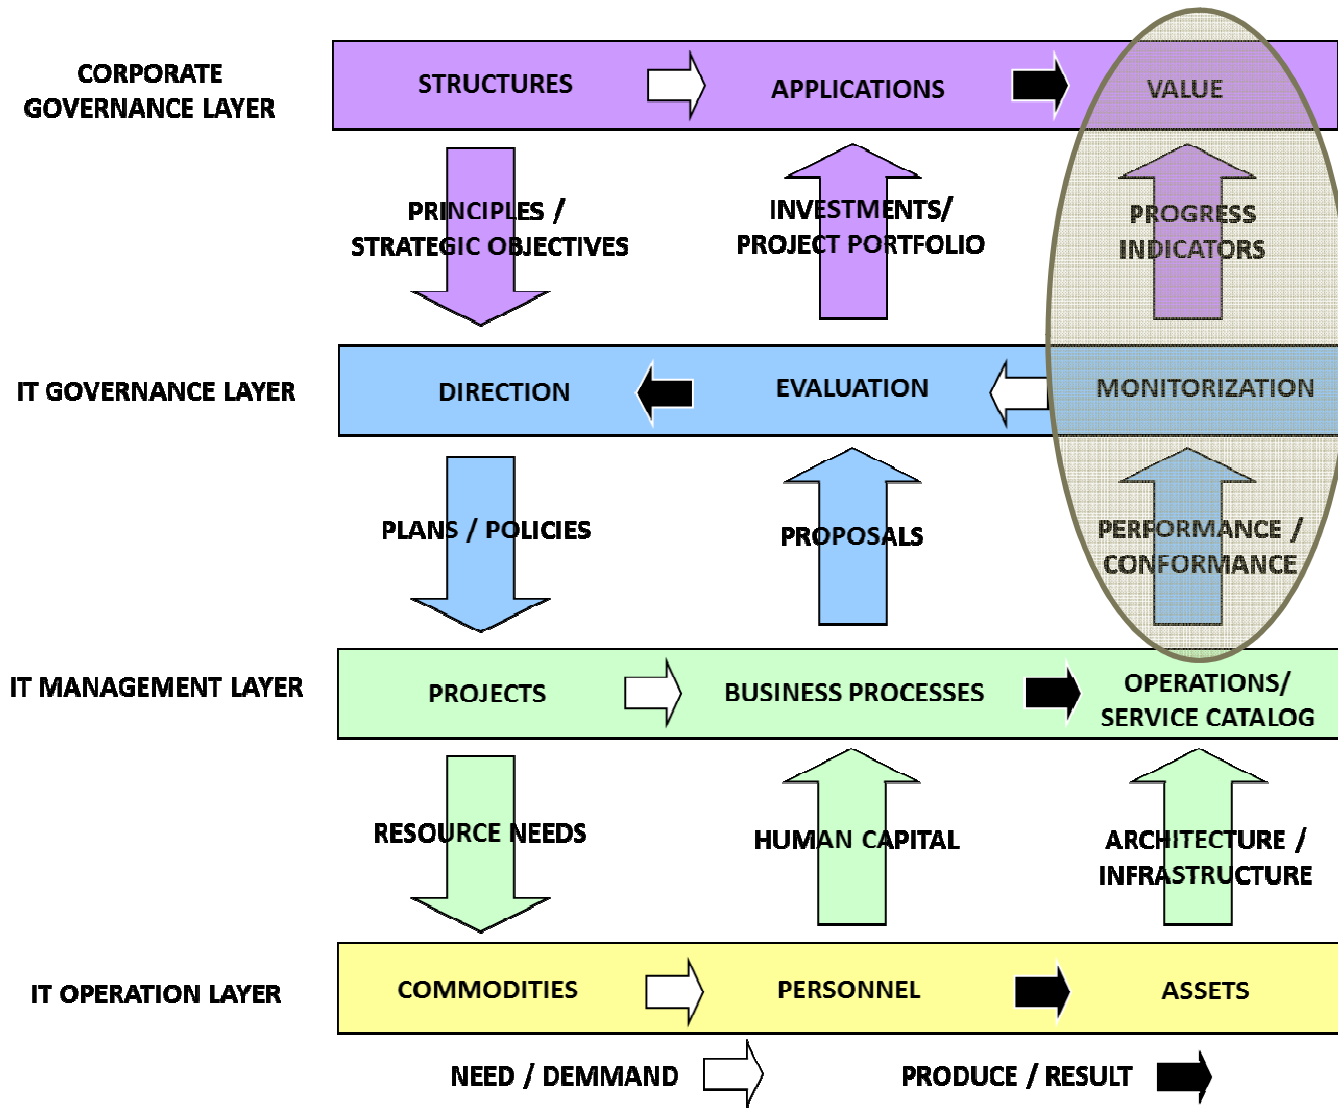 CORPORATE
GOVERNANCE LAYER
STRUCTURES
APPLICATIONS
VALUE
PRINCIPLES /
STRATEGIC OBJECTIVES
INVESTMENTS/
PROJECT PORTFOLIO
PROGRESS
INDICATORS
IT GOVERNANCE LAYER
DIRECTION
EVALUATION
MONITORIZATION
PLANS / POLICIES
PROPOSALS
PERFORMANCE /
CONFORMANCE
IT MANAGEMENT LAYER
PROJECTS
BUSINESS PROCESSES
OPERATIONS/
SERVICE CATALOG
RESOURCE NEEDS
HUMAN CAPITAL
ARCHITECTURE /
INFRASTRUCTURE
IT OPERATION LAYER
COMMODITIES
PERSONNEL
ASSETS
NEED / DEMMAND
PRODUCE / RESULT